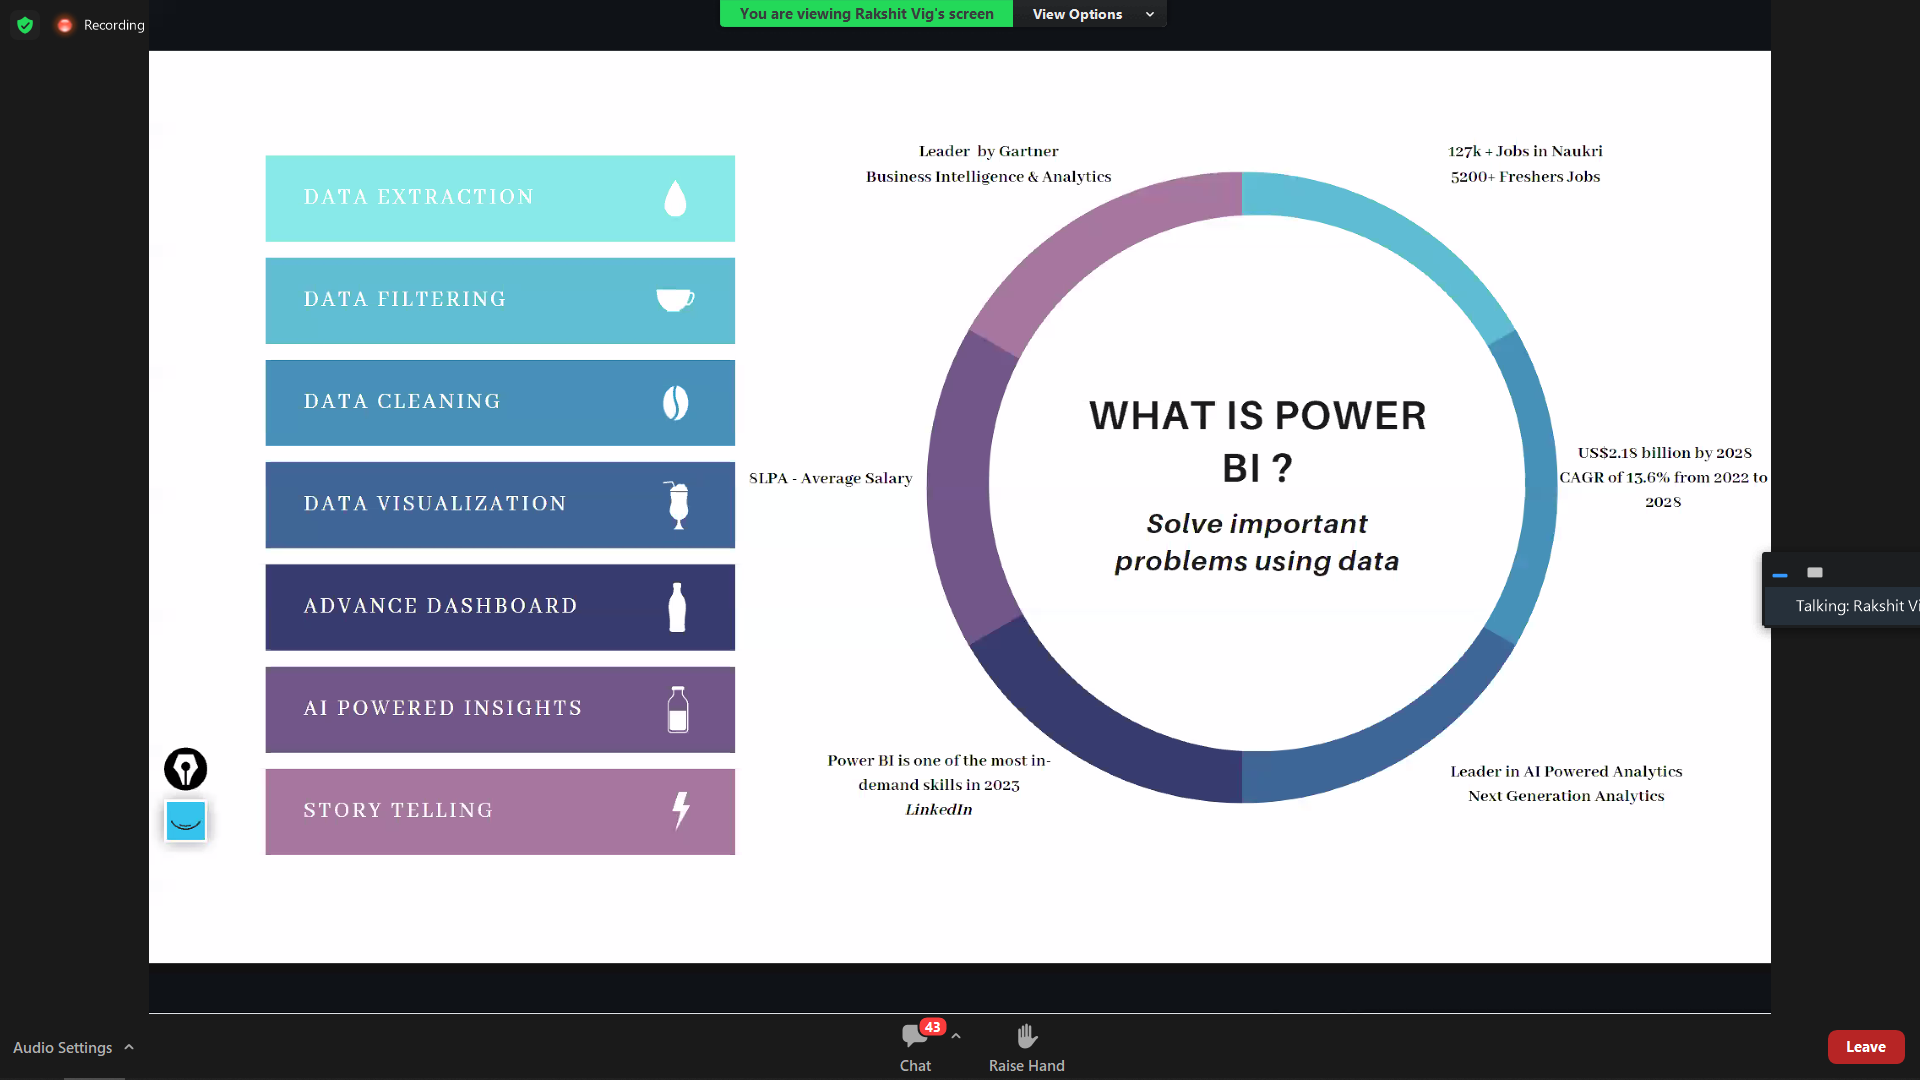 Recording
You are viewing Rakshit Vig's screen
View Options
DATA EXTRACTION
DATA FILTERING
DATA CLEANING
DATA VISUALIZATION
ADVANCE DASHBOARD
AI POWERED INSIGHTS
STORY TELLING
Leader by Gartner
Business Intelligence & Analytics
127k + Jobs in Naukri
5200+ Freshers Jobs
8LPA - Average Salary
WHAT IS POWER
BI ?
Solve important
problems using data
US$2.18 billion by 2028
CAGR of 13.6% from 2022 to
2028
Power BI is one of the most in-
demand skills in 2023
LinkedIn
Leader in AI Powered Analytics
Next Generation Analytics
Talking: Rakshit Vi
Audio Settings
43
Chat
Raise Hand
Leave